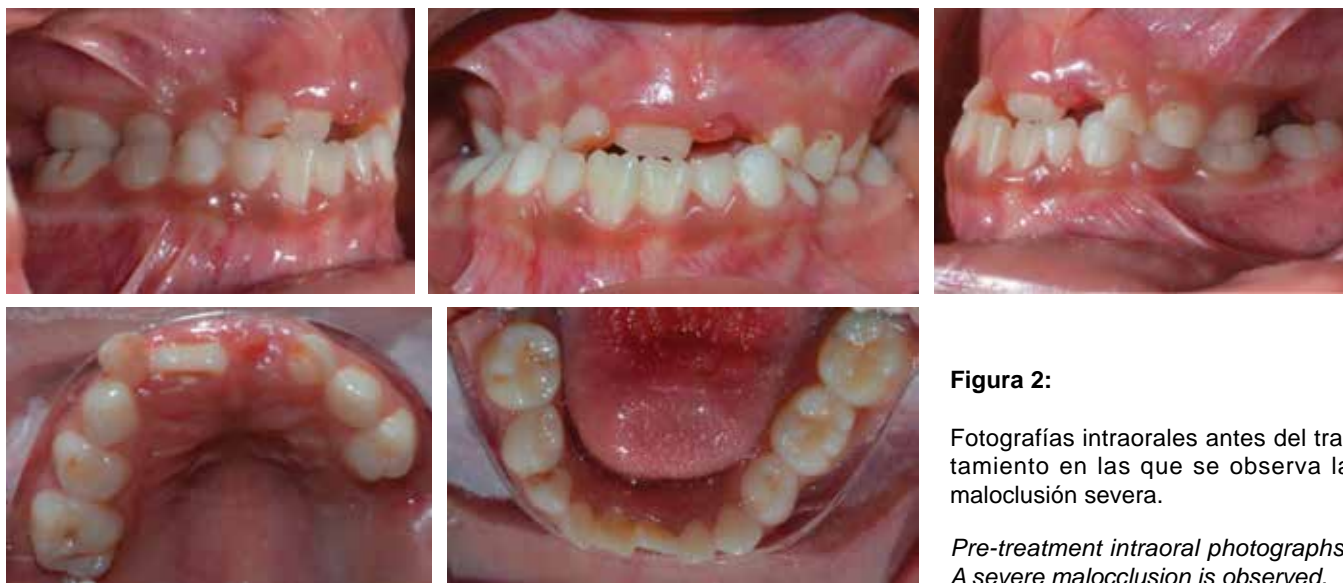 Figura 2:
Fotografías intraorales antes del tra-
tamiento en las que se observa la
maloclusión severa.
Pre-treatment intraoral photographs.
A severe malocclusion is observed.